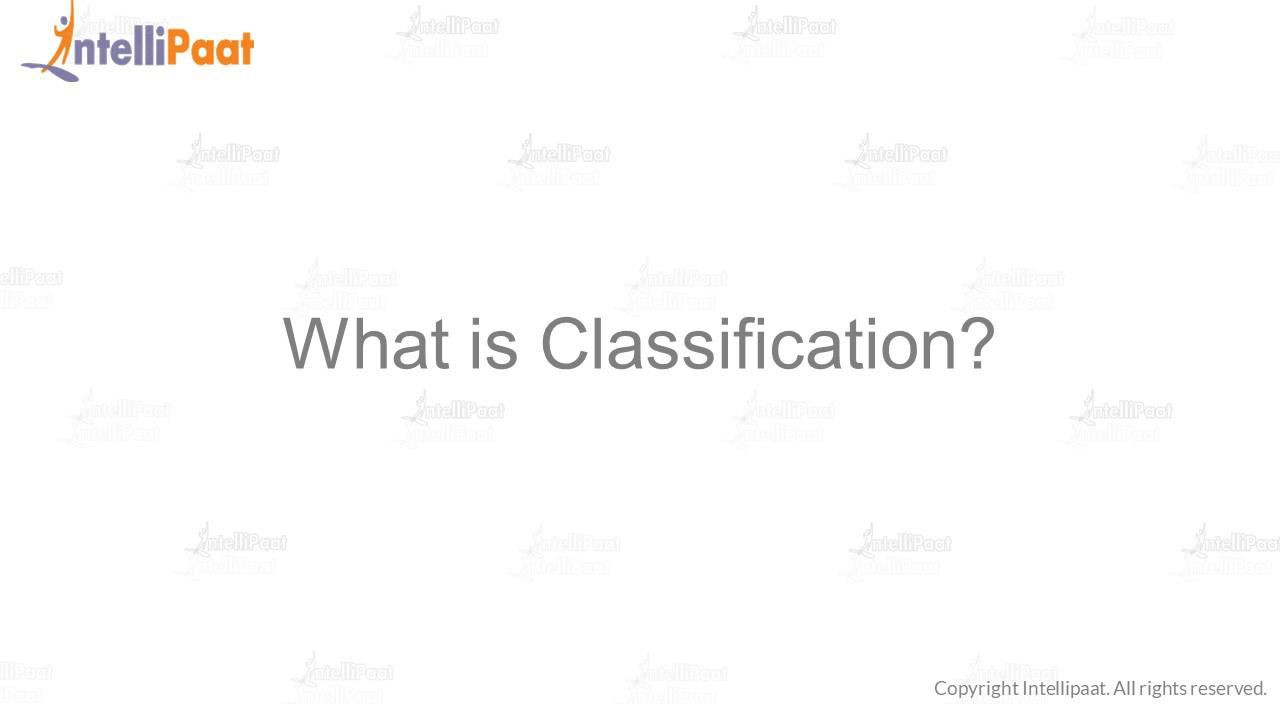 IntelliPaat
What is Classification?
Copyright Intellipaat. All rights reserved.